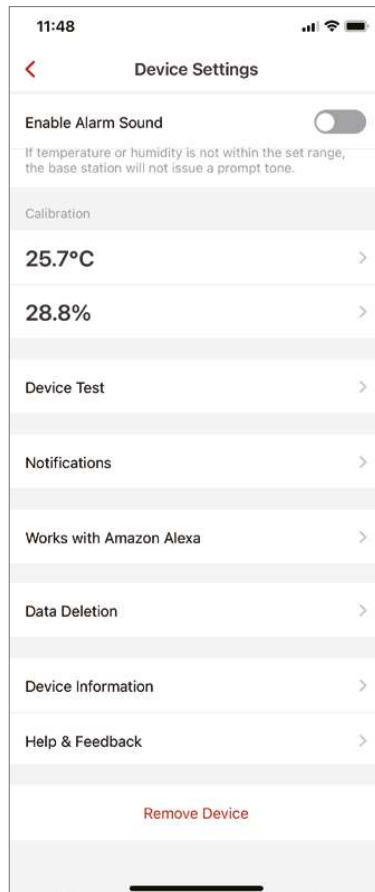 11:48
Device Settings
Enable Alarm Sound
If temperature or humidity is not within the set range,
the base station will not issue a prompt tone.
Calibration
25.7°C
28.8%
Device Test
Notifications
Works with Amazon Alexa
Data Deletion
Device Information
Help & Feedback
Remove Device